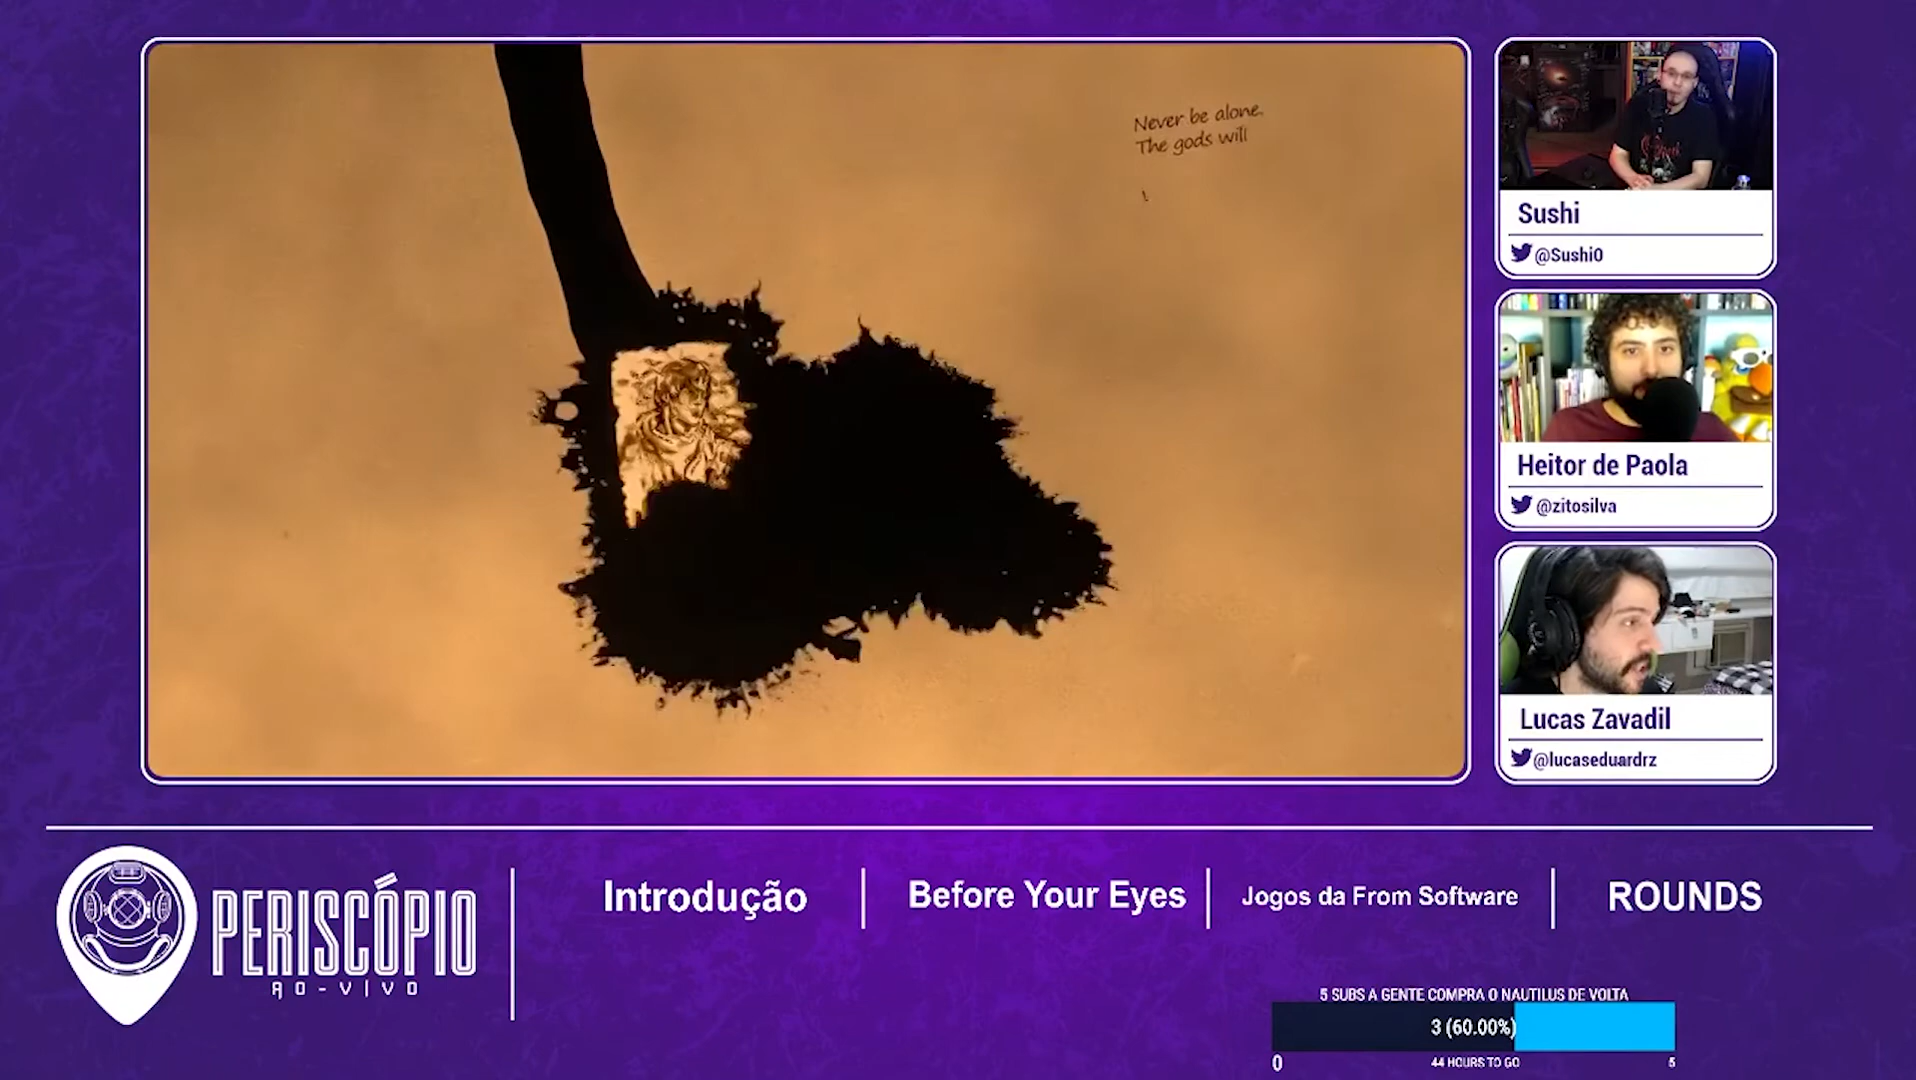 Never be alone.
The gods will
Sushi
@Sushi0
Heitor de Paola
@zitosilva
Lucas Zavadil
@lucaseduardrz
PERISCÓPIO
AO-VIVO
Introdução
Before Your Eyes
Jogos da From Software
ROUNDS
5 SUBS A GENTE COMPRA O NAUTILUS DE VOLTA
3 (60.00%)
0
44 HOURS TO GO
5